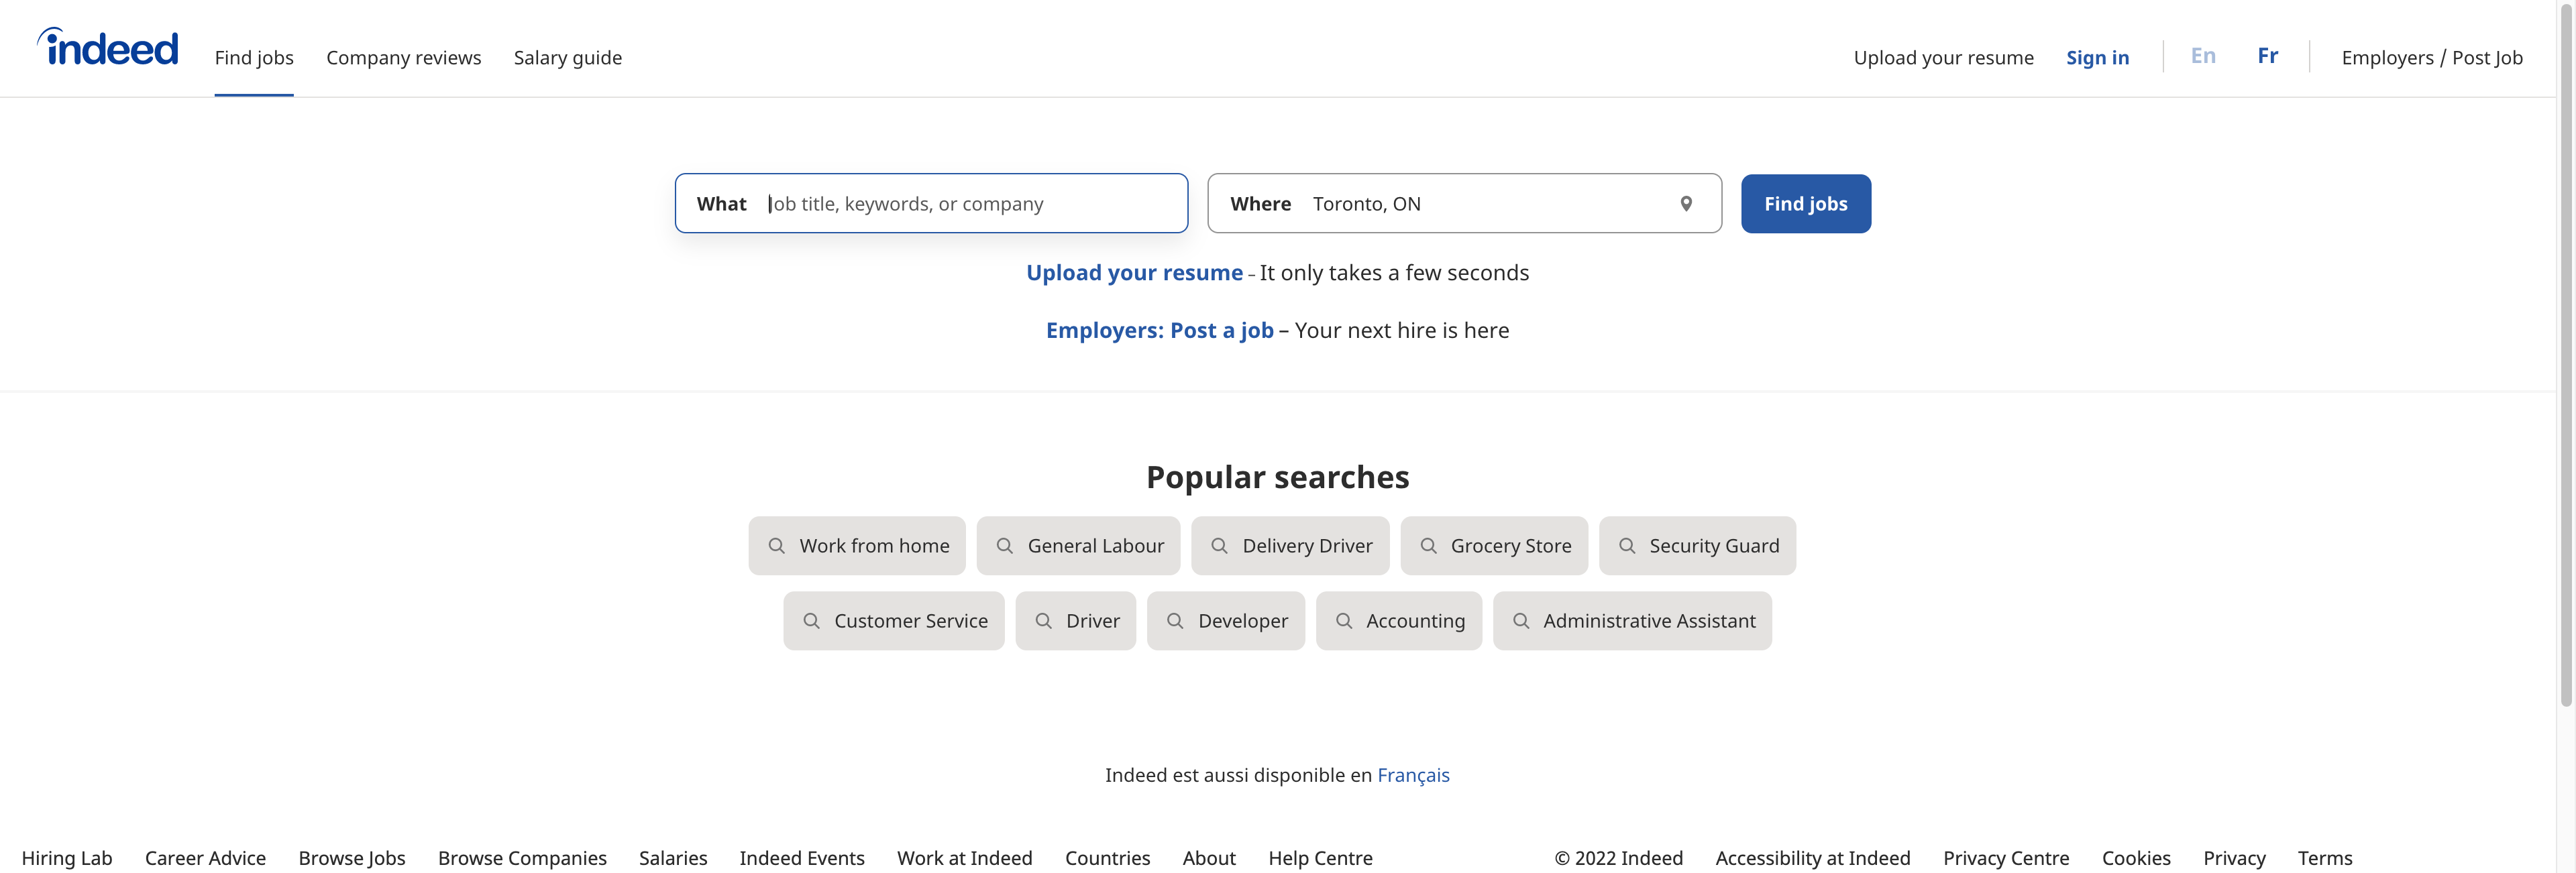 indeed Find jobs Company reviews Salary guide Upload your resume Sign in En Fr Employers / Post Job
What Job title, keywords, or company Where Toronto, ON Find jobs
Upload your resume – It only takes a few seconds
Employers: Post a job – Your next hire is here
Popular searches
Work from home General Labour Delivery Driver Grocery Store Security Guard
Customer Service Driver Developer Accounting Administrative Assistant
Indeed est aussi disponible en Français
Hiring Lab Career Advice Browse Jobs Browse Companies Salaries Indeed Events Work at Indeed Countries About Help Centre © 2022 Indeed Accessibility at Indeed Privacy Centre Cookies Privacy Terms